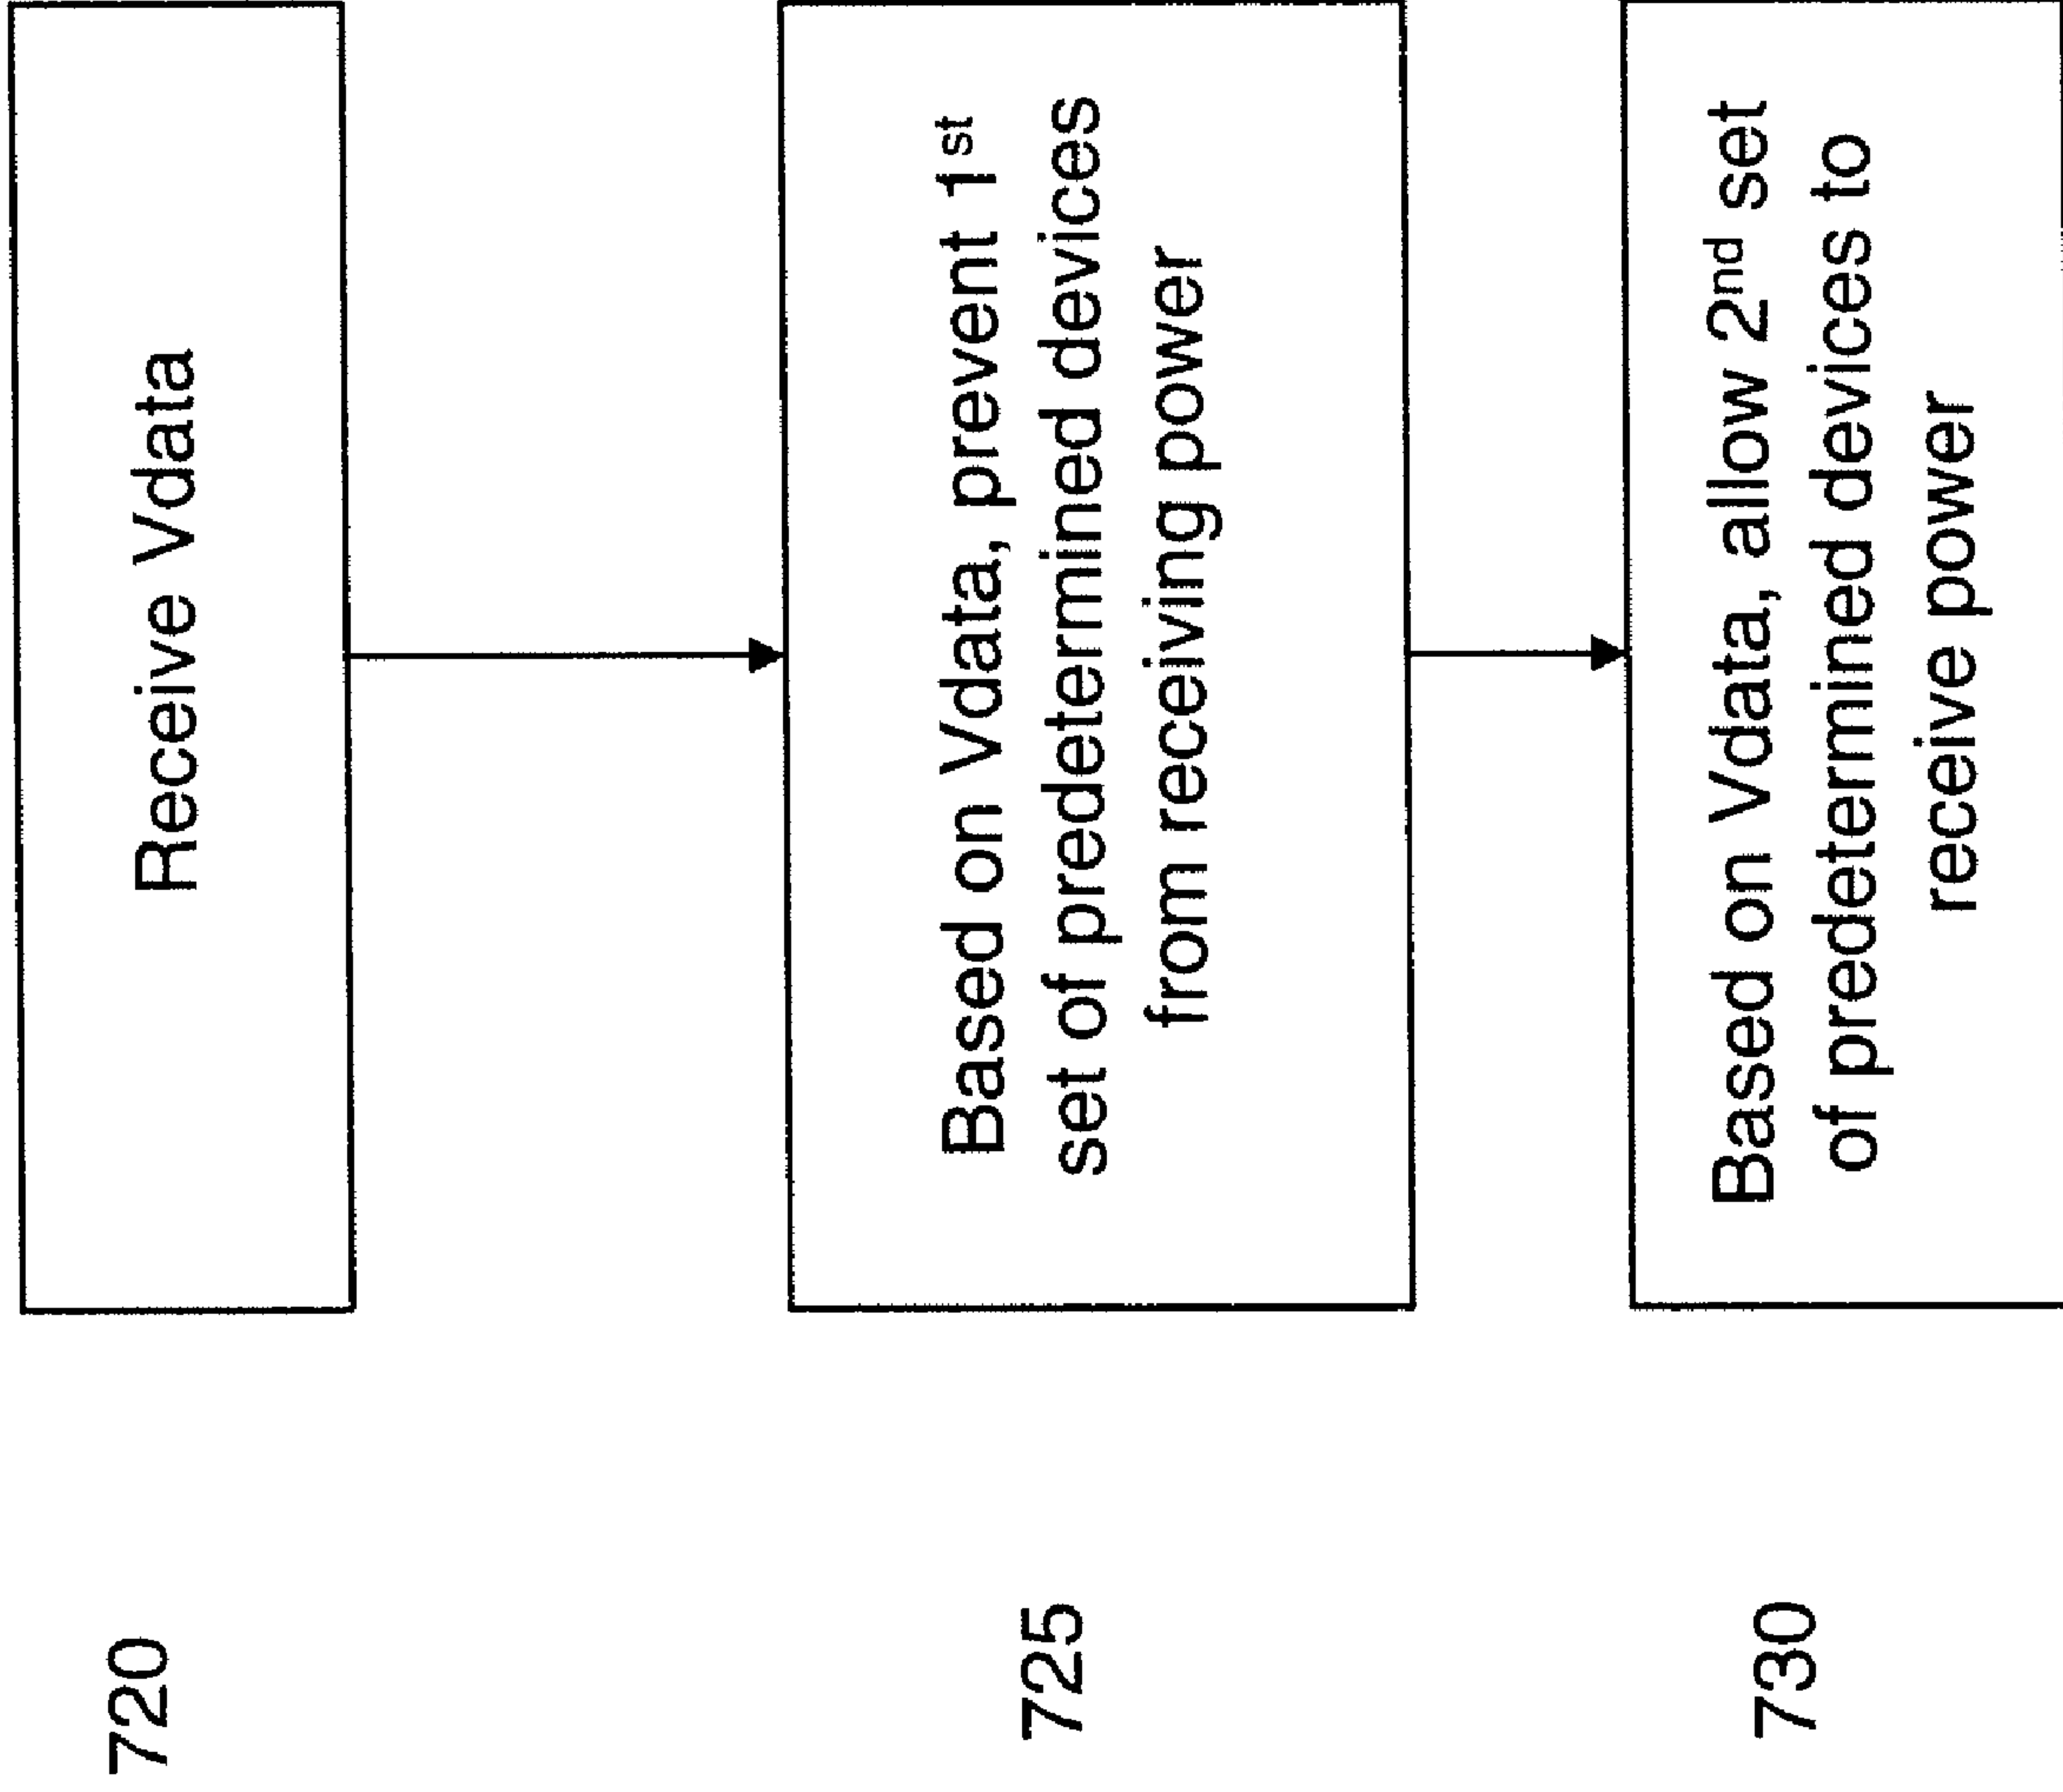 720
Receive Vdata
725
Based on Vdata, prevent 1st
set of predetermined devices
from receiving power
730
Based on Vdata, allow 2nd set
of predetermined devices to
receive power